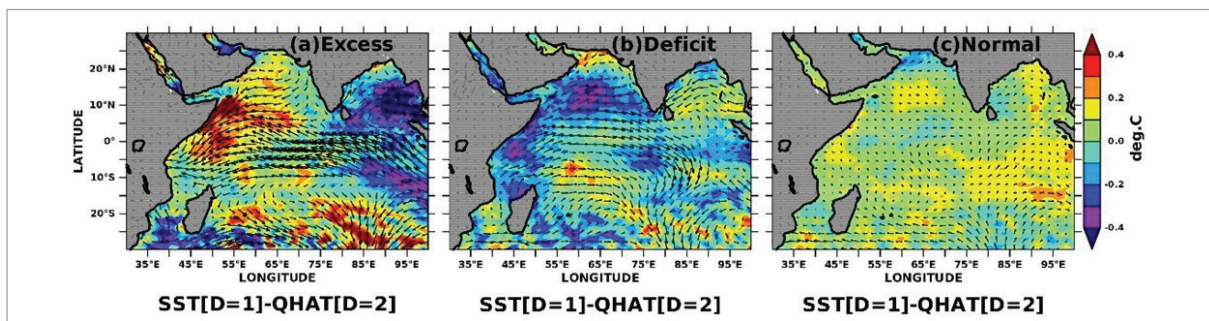 (a)Excess
(b)Deficit
(c)Normal
LATITUDE
20°N
10°N
0°
10°S
20°S
0.4
0.2
0.0
-0.2
-0.4
deg.C
35°E 45°E 55°E 65°E 75°E 85°E 95°E
35°E 45°E 55°E 65°E 75°E 85°E 95°E
35°E 45°E 55°E 65°E 75°E 85°E 95°E
LONGITUDE
LONGITUDE
LONGITUDE
SST[D=1]-QHAT[D=2]
SST[D=1]-QHAT[D=2]
SST[D=1]-QHAT[D=2]